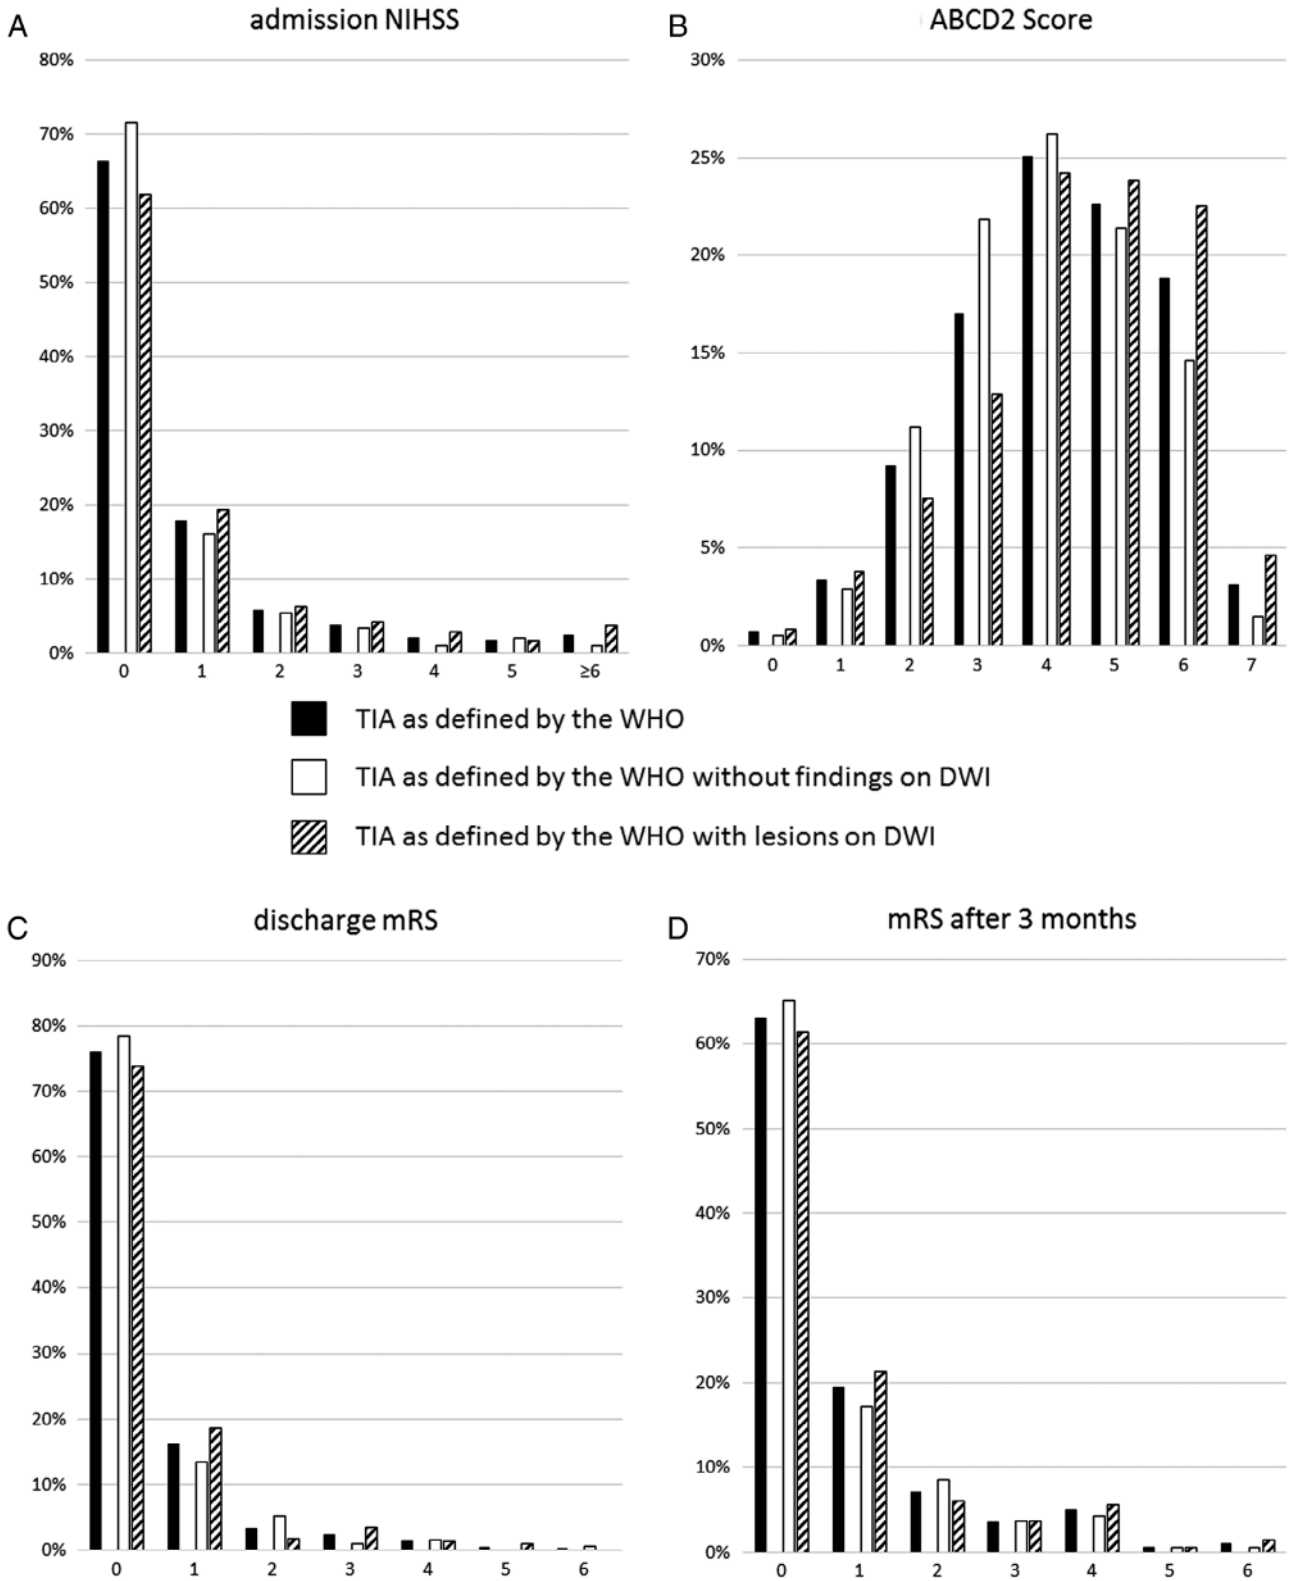 A
admission NIHSS
80%
70%
60%
50%
40%
30%
20%
10%
0%
0 1 2 3 4 5 ≥6
B
ABCD2 Score
30%
25%
20%
15%
10%
5%
0%
0 1 2 3 4 5 6 7
TIA as defined by the WHO
TIA as defined by the WHO without findings on DWI
TIA as defined by the WHO with lesions on DWI
C
discharge mRS
90%
80%
70%
60%
50%
40%
30%
20%
10%
0%
0 1 2 3 4 5 6
D
mRS after 3 months
70%
60%
50%
40%
30%
20%
10%
0%
0 1 2 3 4 5 6